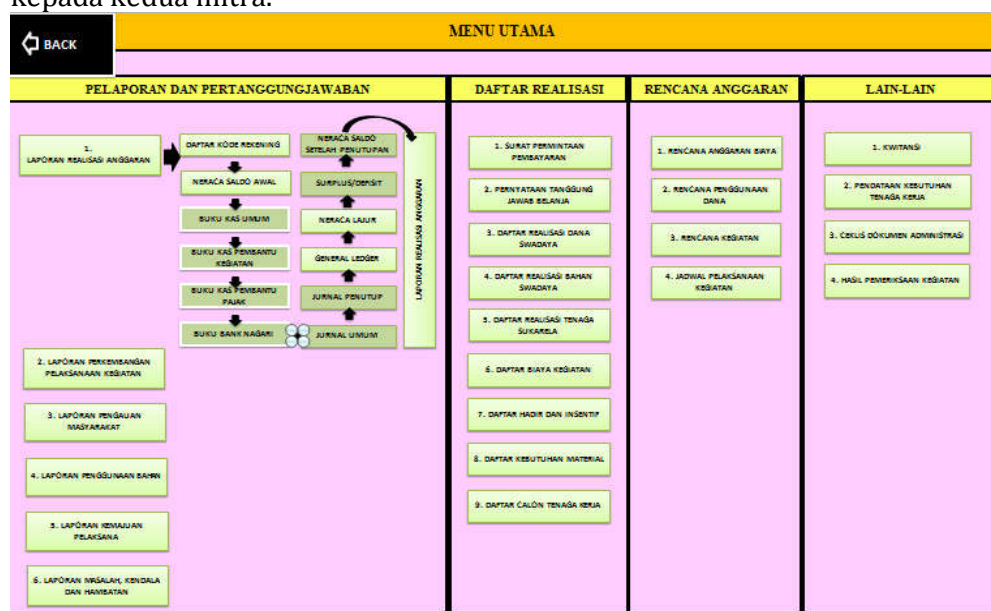 kepada kedua mitra.
BACK
MENU UTAMA
PELAPORAN DAN PERTANGGUNGJAWABAN
1.
LAPORAN REALISASI ANGGARAN
DAFTAR KODE REKENING
NERACA SALDO AWAL
BUKU KAS UMUM
BUKU KAS PEMBANTU
KEGIATAN
BUKU KAS PEMBANTU
PAJAK
BUKU BANK NAGARI
JURNAL UMUM
JURNAL PENUTUP
GENERAL LEDGER
NERACA LAJUR
SURPLUS/DEFISIT
NERACA SALDO
SETELAH PENUTUPAN
LAPORAN REALISASI ANGGARAN
2. LAPORAN PERKEMBANGAN
PELAKSANAAN KEGIATAN
3. LAPORAN PENGAUAN
MASYARAKAT
4. LAPORAN PENGGUNAAN BAHAN
5. LAPORAN KEMAJUAN
PELAKSANA
6. LAPORAN MASALAH, KENDALA
DAN HAMBATAN
DAFTAR REALISASI
1. SURAT PERMINTAAN
PEMBAYARAN
2. PERNYATAAN TANGGUNG
JAWAB BELANJA
3. DAFTAR REALISASI DANA
SWADAYA
4. DAFTAR REALISASI BAHAN
SWADAYA
5. DAFTAR REALISASI TENAGA
SUKARELA
6. DAFTAR BIAYA KEGIATAN
7. DAFTAR HADIR DAN INSENTIF
8. DAFTAR KEBUTUHAN MATERIAL
9. DAFTAR CALON TENAGA KERJA
RENCANA ANGGARAN
1. RENCANA ANGGARAN BIAYA
2. RENCANA PENGGUNAAN
DANA
3. RENCANA KEGIATAN
4. JADWAL PELAKSANAAN
KEGIATAN
LAIN-LAIN
1. KWITANSI
2. PENDATAAN KEBUTUHAN
TENAGA KERJA
3. CEKLIS DOKUMEN ADMINISTRASI
4. HASIL PEMERIKSAAN KEGIATAN